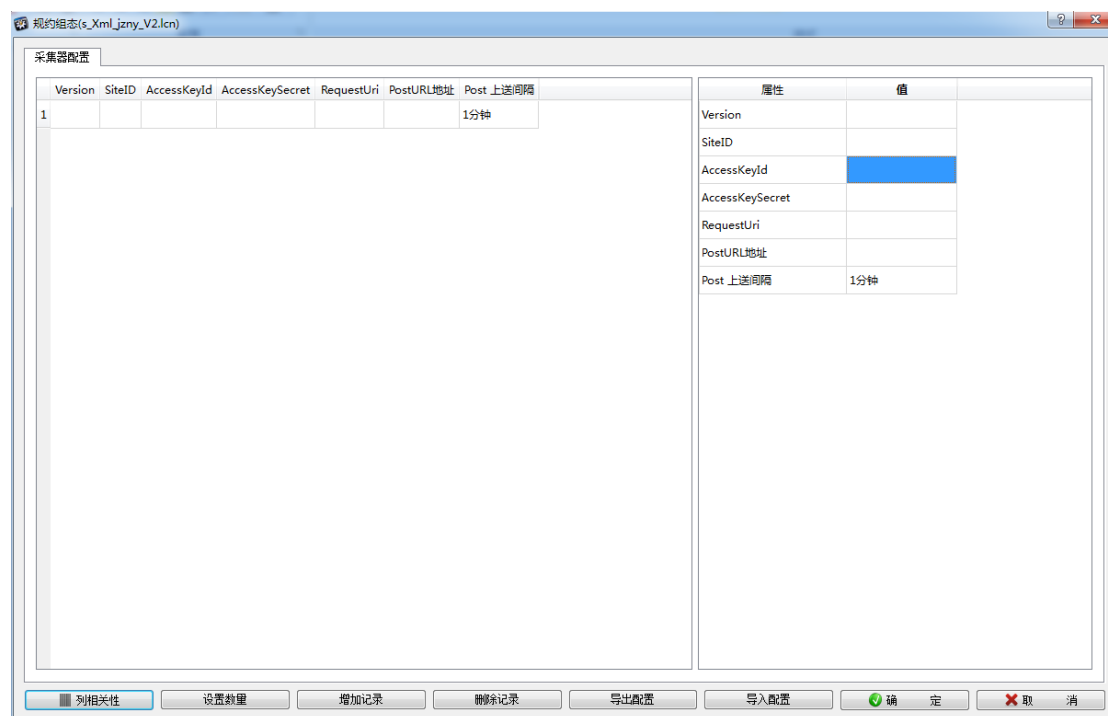 规约组态(s_Xml_jzny_V2.lcn)
?
采集器配置
Version SiteID AccessKeyId AccessKeySecret RequestUri PostURL地址 Post 上送间隔
1 1分钟
属性 值
Version
SiteID
AccessKeyId
AccessKeySecret
RequestUri
PostURL地址
Post 上送间隔 1分钟
列相关性 设置数里 增加记录 删除记录 导出配置 导入配置 确 定 取 消